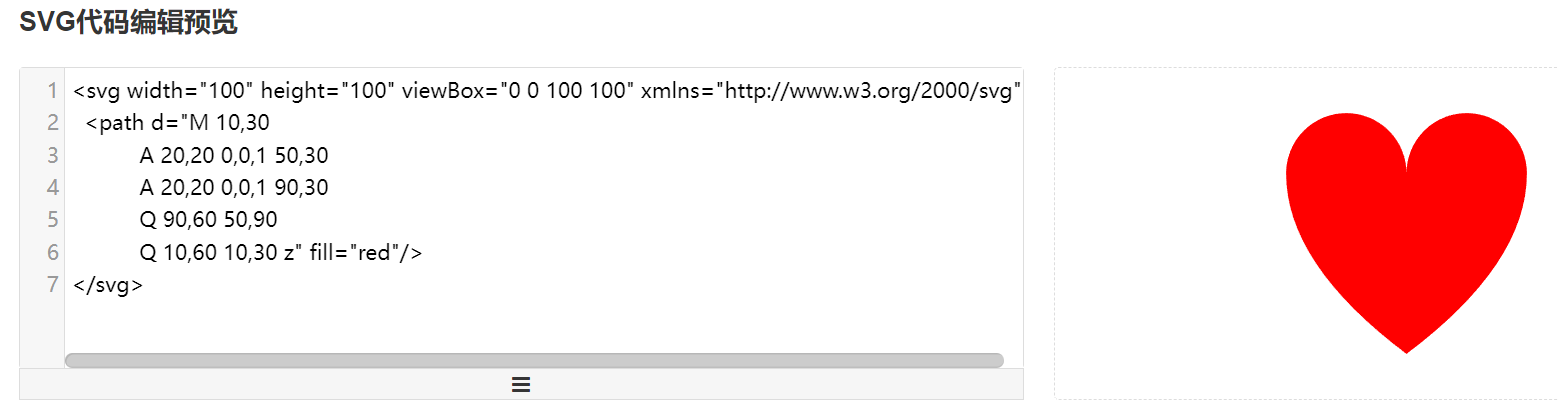 SVG代码编辑预览
1 <svg width="100" height="100" viewBox="0 0 100 100" xmlns="http://www.w3.org/2000/svg"
2 <path d="M 10,30
3 A 20,20 0,0,1 50,30
4 A 20,20 0,0,1 90,30
5 Q 90,60 50,90
6 Q 10,60 10,30 z" fill="red"/>
7 </svg>